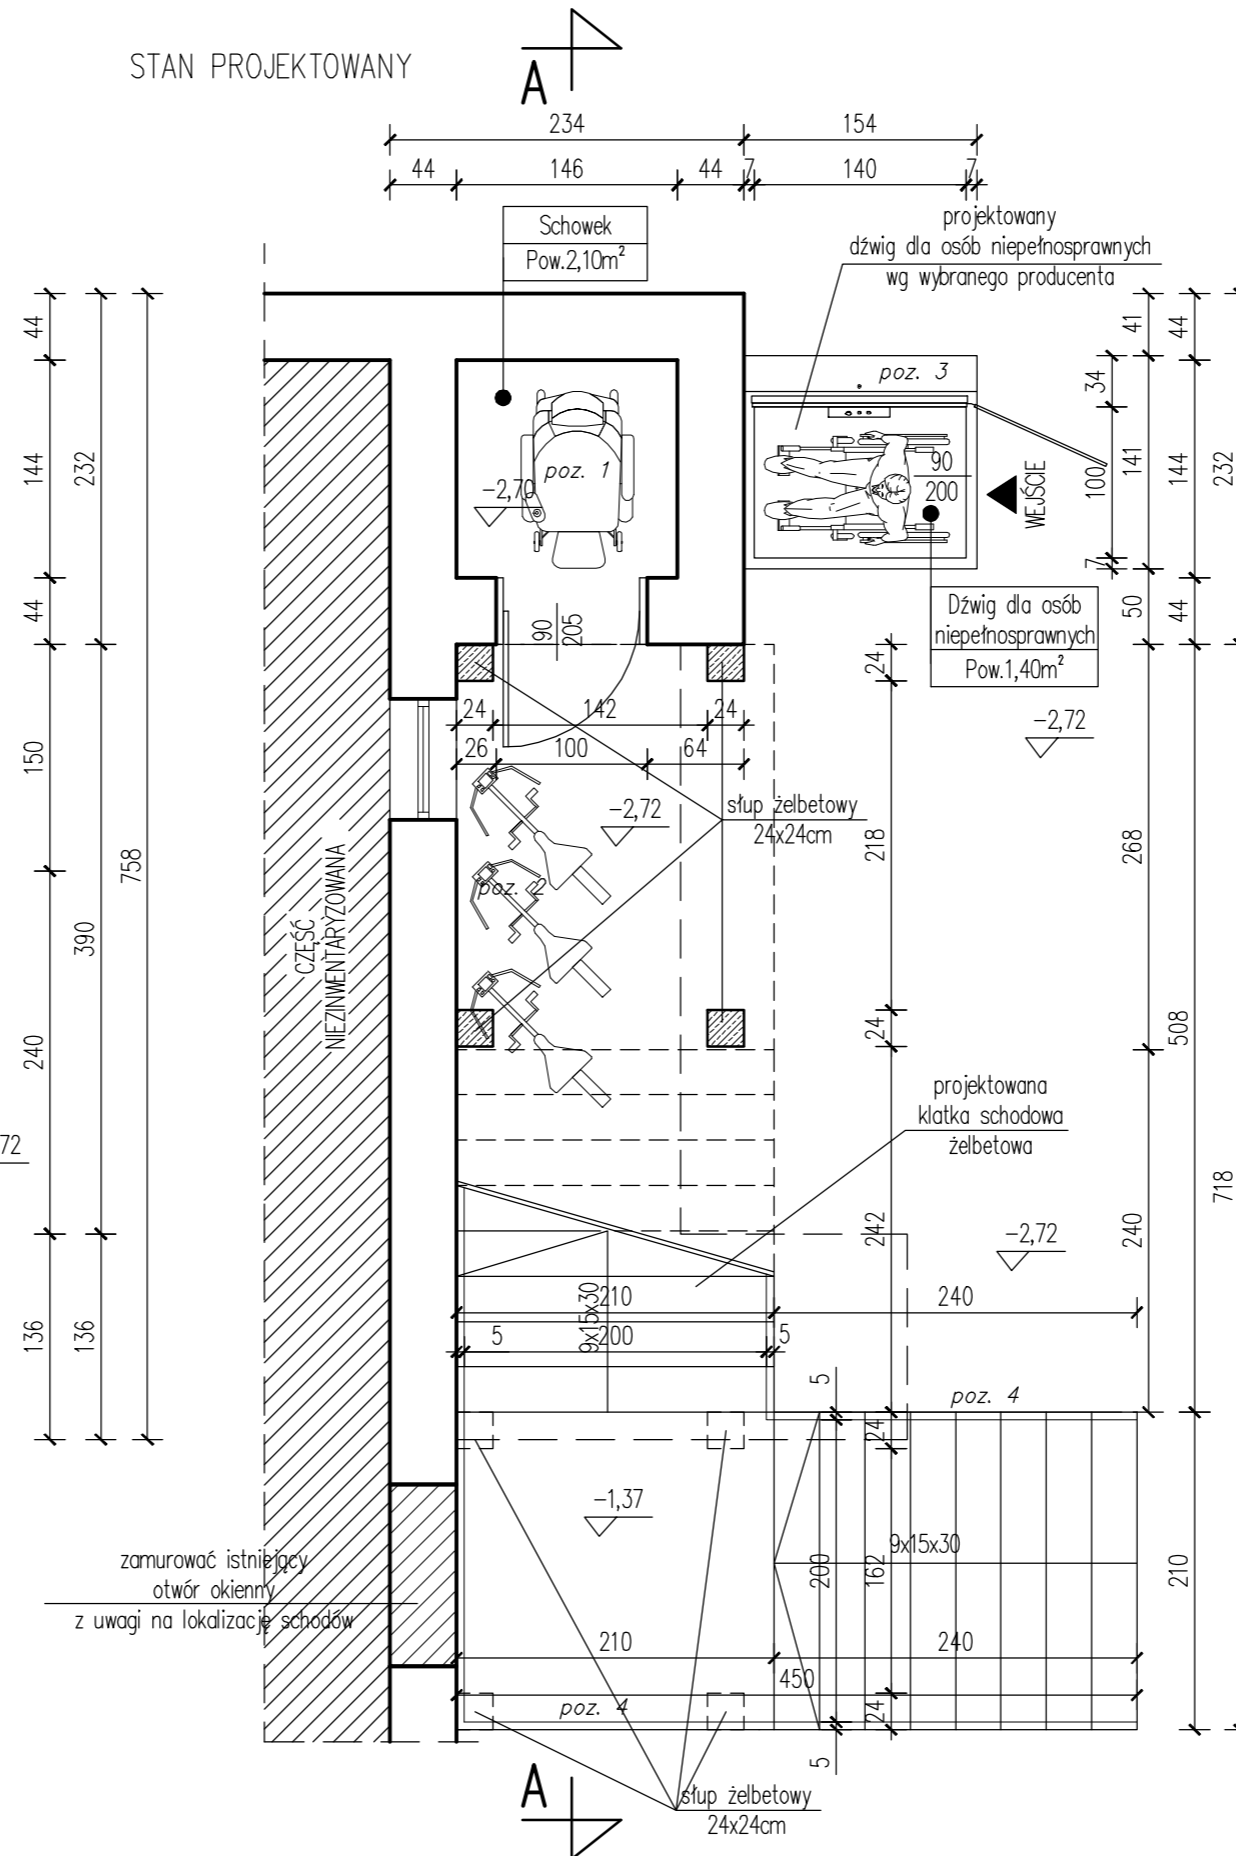 STAN PROJEKTOWANY
A
234
154
44
146
44
7
140
7
Schowek
Pow.2,10m²
projektowany
dźwig dla osób niepełnosprawnych
wg wybranego producenta
44
144
232
44
150
758
390
240
72
136
136
41
44
34
141
144
232
100
7
50
44
poz. 3
poz. 1
-2,70
90
200
WEJŚCIE
Dźwig dla osób
niepełnosprawnych
Pow.1,40m²
90
205
24
24
142
24
26
100
64
-2,72
-2,72
słup żelbetowy
24x24cm
218
268
poz. 2
CZĘŚĆ
NIEZINWENTARYZOWANA
24
508
projektowana
klatka schodowa
żelbetowa
718
242
-2,72
240
210
240
9x15x30
5
200
5
5
poz. 4
24
-1,37
zamurować istniejący
otwór okienny
z uwagi na lokalizację schodów
200
162
9x15x30
210
210
240
450
poz. 4
24
5
A
słup żelbetowy
24x24cm